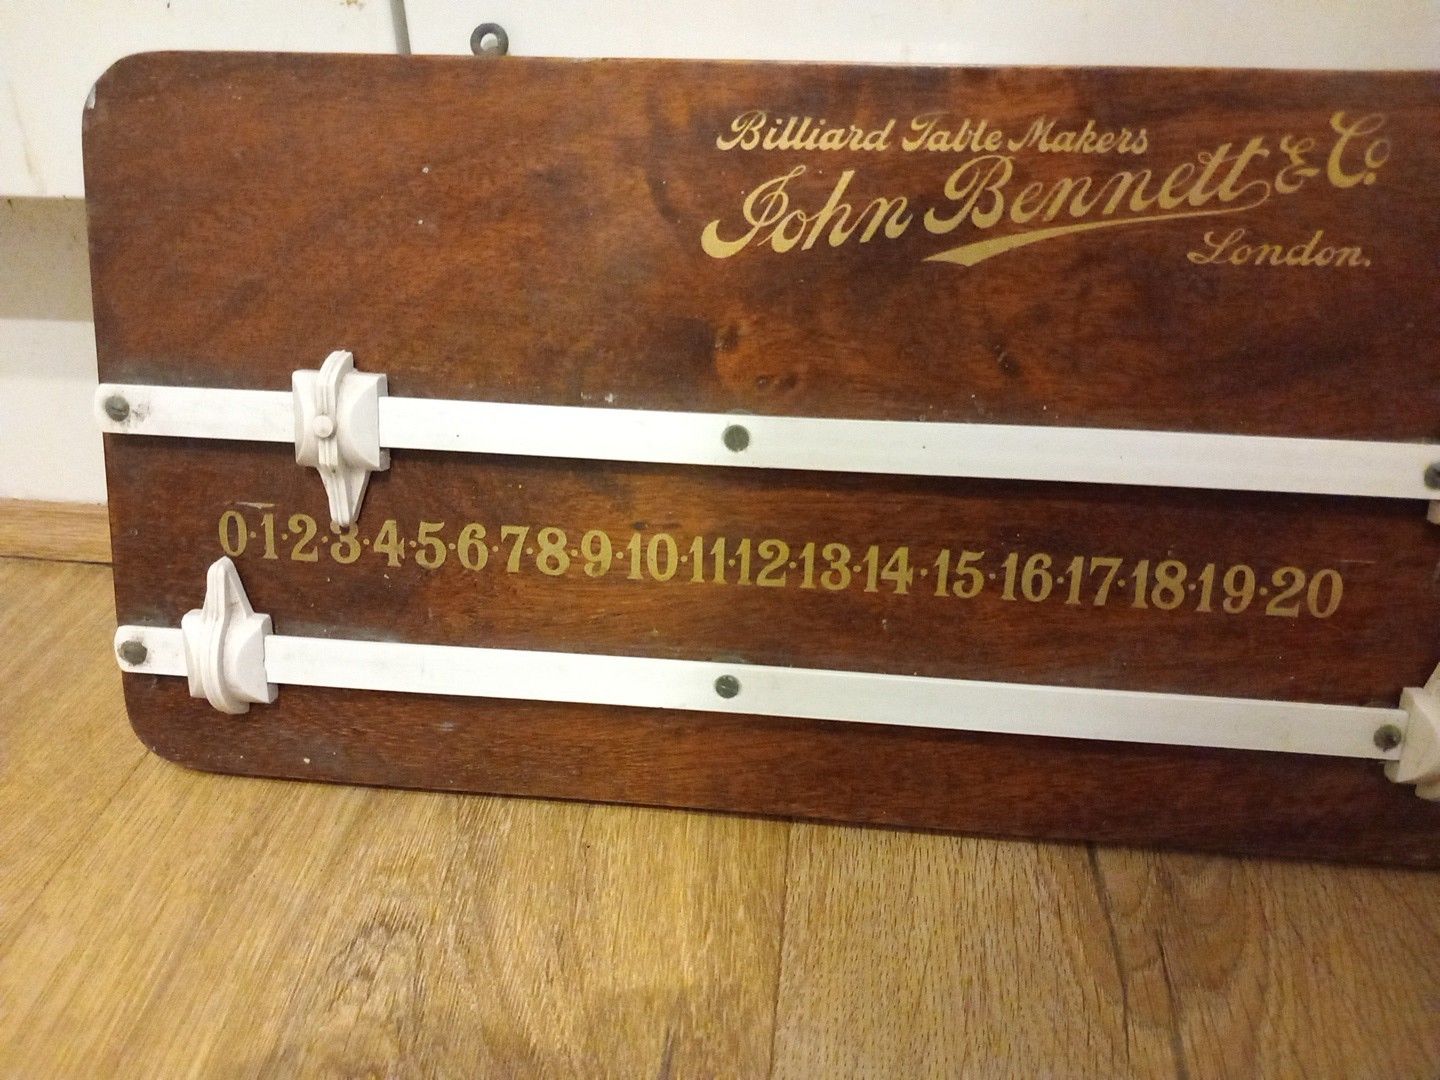 Billiard Table Makers
John Bennett & Co.
London.
0·1·2·3·4·5·6·7·8·9·10·11·12·13·14·15·16·17·18·19·20